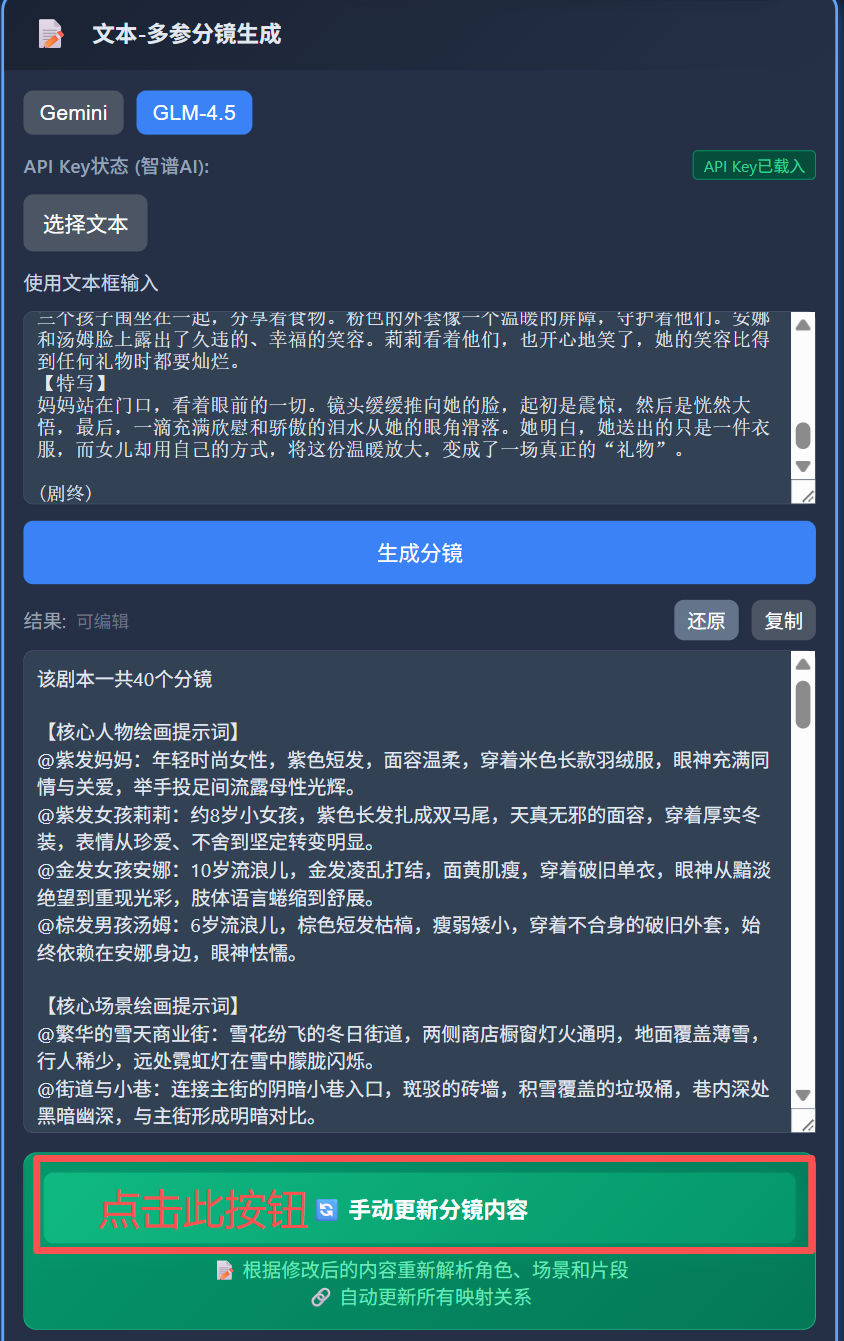 文本-多参分镜生成
Gemini
GLM-4.5
API Key状态 (智谱AI):
API Key已载入
选择文本
使用文本框输入
三个孩子围坐在一起，分享着食物。粉色的外套像一个温暖的屏障，守护着他们。安娜
和汤姆脸上露出了久违的、幸福的笑容。莉莉看着他们，也开心地笑了，她的笑容比得
到任何礼物时都要灿烂。
【特写】
妈妈站在门口，看着眼前的一切。镜头缓缓推向她的脸，起初是震惊，然后是恍然大
悟，最后，一滴充满欣慰和骄傲的泪水从她的眼角滑落。她明白，她送出的只是一件衣
服，而女儿却用自己的方式，将这份温暖放大，变成了一场真正的“礼物”。
(剧终)
生成分镜
结果: 可编辑
还原
复制
该剧本一共40个分镜
【核心人物绘画提示词】
@紫发妈妈：年轻时尚女性，紫色短发，面容温柔，穿着米色长款羽绒服，眼神充满同
情与关爱，举手投足间流露母性光辉。
@紫发女孩莉莉：约8岁小女孩，紫色长发扎成双马尾，天真无邪的面容，穿着厚实冬
装，表情从珍爱、不舍到坚定转变明显。
@金发女孩安娜：10岁流浪儿，金发凌乱打结，面黄肌瘦，穿着破旧单衣，眼神从黯淡
绝望到重现光彩，肢体语言蜷缩到舒展。
@棕发男孩汤姆：6岁流浪儿，棕色短发枯槁，瘦弱矮小，穿着不合身的破旧外套，始
终依赖在安娜身边，眼神怯懦。
【核心场景绘画提示词】
@繁华的雪天商业街：雪花纷飞的冬日街道，两侧商店橱窗灯火通明，地面覆盖薄雪，
行人稀少，远处霓虹灯在雪中朦胧闪烁。
@街道与小巷：连接主街的阴暗小巷入口，斑驳的砖墙，积雪覆盖的垃圾桶，巷内深处
黑暗幽深，与主街形成明暗对比。
点击此按钮 手动更新分镜内容
根据修改后的内容重新解析角色、场景和片段
自动更新所有映射关系